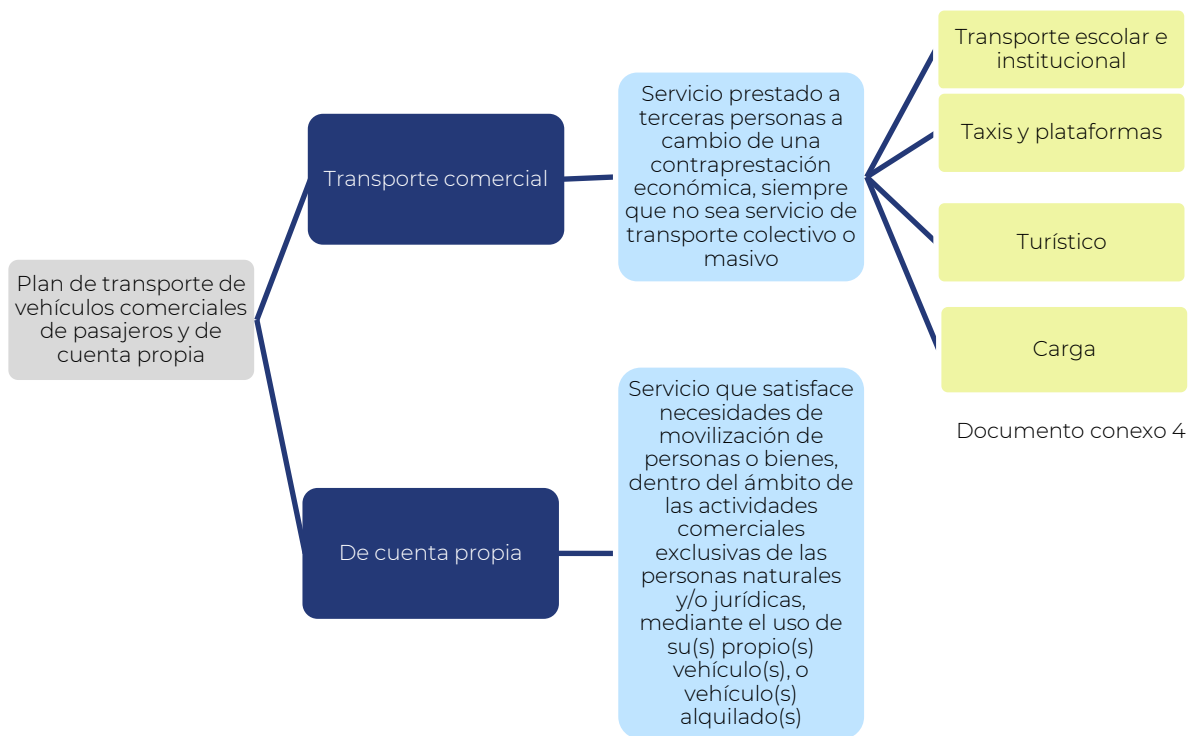 Plan de transporte de
vehículos comerciales
de pasajeros y de
cuenta propia
Transporte comercial
Servicio prestado a
terceras personas a
cambio de una
contraprestación
económica, siempre
que no sea servicio de
transporte colectivo o
masivo
Transporte escolar e
institucional
Taxis y plataformas
Turístico
Carga
Documento conexo 4
De cuenta propia
Servicio que satisface
necesidades de
movilización de
personas o bienes,
dentro del ámbito de
las actividades
comerciales
exclusivas de las
personas naturales
y/o jurídicas,
mediante el uso de
su(s) propio(s)
vehículo(s), o
vehículo(s)
alquilado(s)